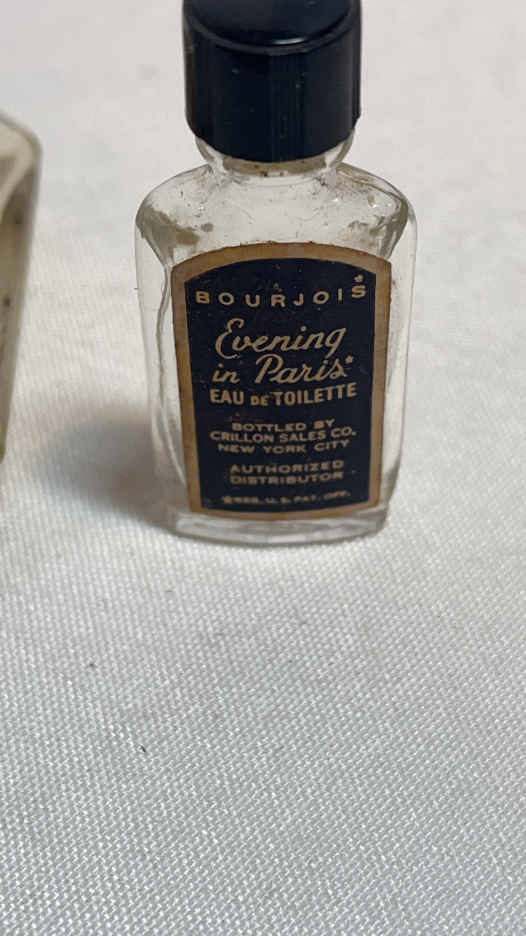 BOURJOIS*
Evening
in Paris*
EAU DE TOILETTE
BOTTLED BY
CRILLON SALES CO.
NEW YORK CITY
AUTHORIZED
DISTRIBUTOR
*REG. U.S. PAT. OFF.